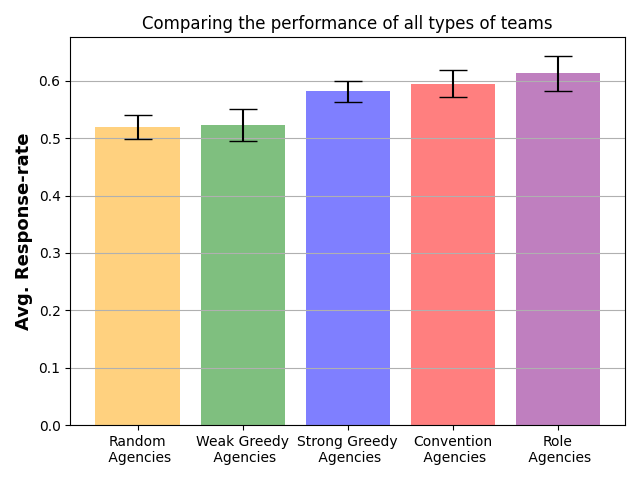 Comparing the performance of all types of teams
Avg. Response-rate
0.6
0.5
0.4
0.3
0.2
0.1
0.0
Random
Agencies
Weak Greedy
Agencies
Strong Greedy
Agencies
Convention
Agencies
Role
Agencies